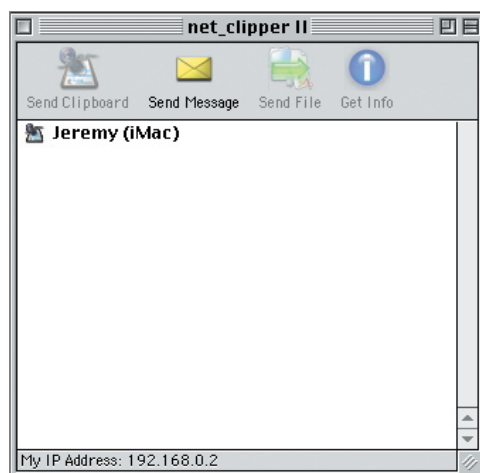 net_clipper II
Send Clipboard Send Message Send File Get Info
Jeremy (iMac)
My IP Address: 192.168.0.2